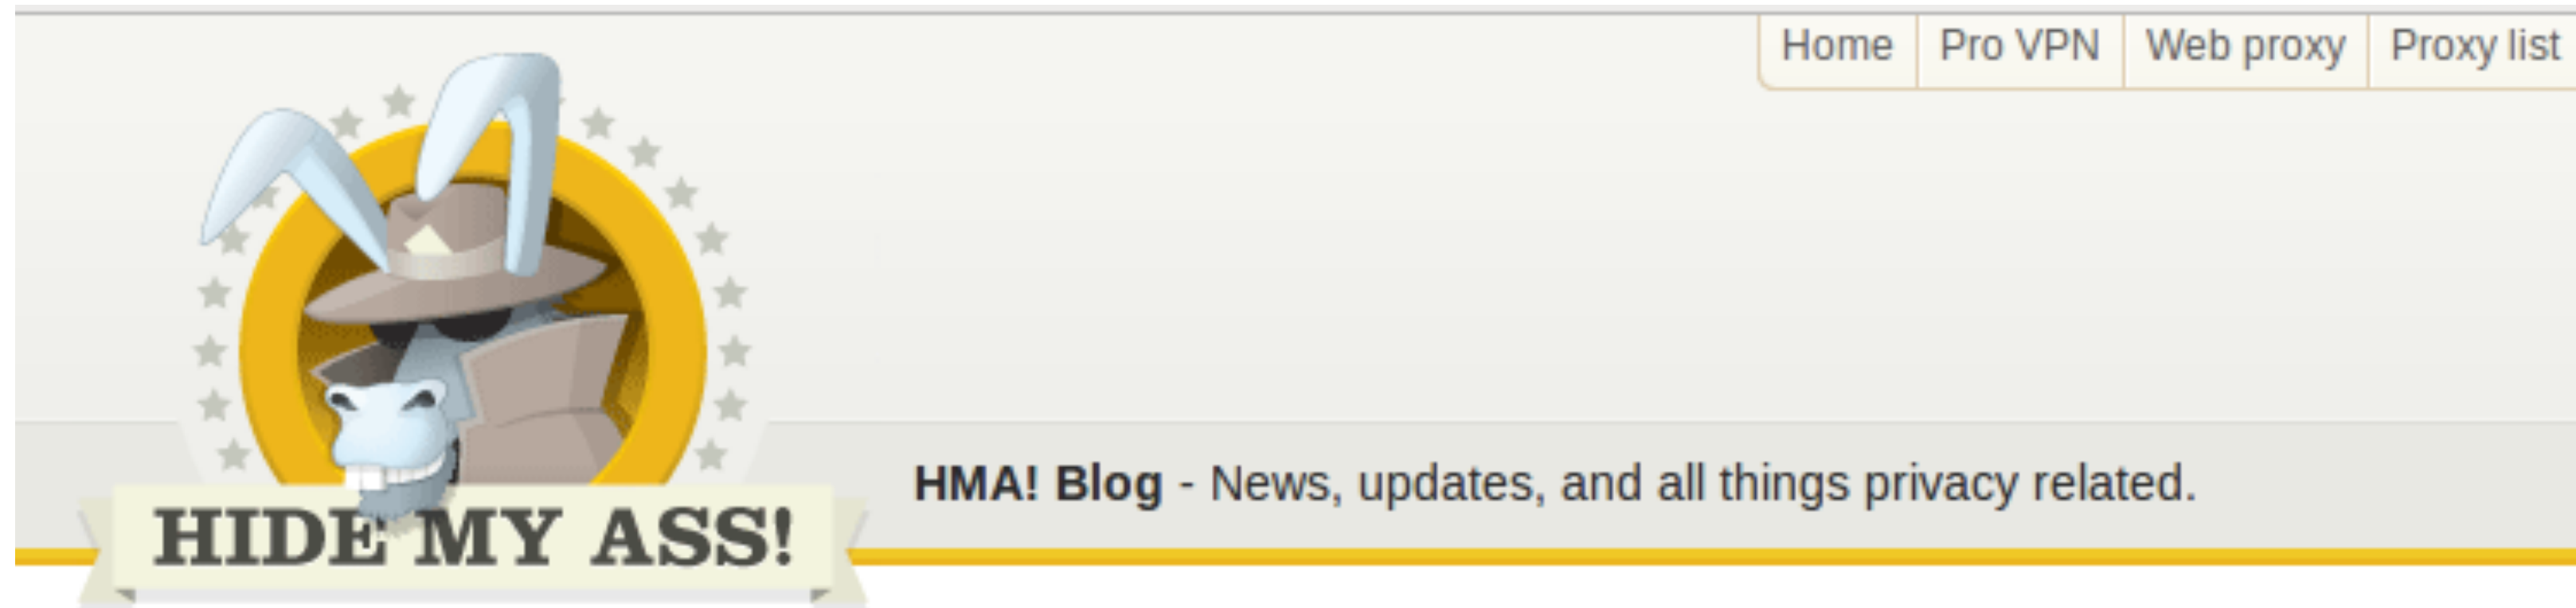 Home Pro VPN Web proxy Proxy list
HMA! Blog - News, updates, and all things privacy related.
HIDE MY ASS!